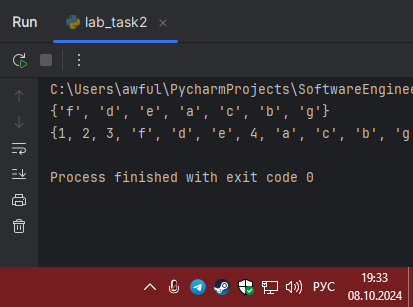 Run
lab_task2
C:\Users\awful\PycharmProjects\SoftwareEnginee
{'f', 'd', 'e', 'a', 'c', 'b', 'g'}
{1, 2, 3, 'f', 'd', 'e', 4, 'a', 'c', 'b', 'g
Process finished with exit code 0
РУС
19:33
08.10.2024